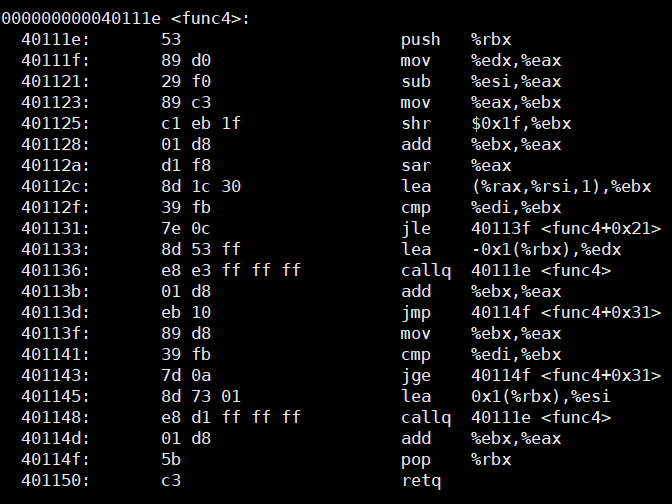 000000000040111e <func4>:
40111e: 53 push %rbx
40111f: 89 d0 mov %edx,%eax
401121: 29 f0 sub %esi,%eax
401123: 89 c3 mov %eax,%ebx
401125: c1 eb 1f shr $0x1f,%ebx
401128: 01 d8 add %ebx,%eax
40112a: d1 f8 sar %eax
40112c: 8d 1c 30 lea (%rax,%rsi,1),%ebx
40112f: 39 fb cmp %edi,%ebx
401131: 7e 0c jle 40113f <func4+0x21>
401133: 8d 53 ff lea -0x1(%rbx),%edx
401136: e8 e3 ff ff ff callq 40111e <func4>
40113b: 01 d8 add %ebx,%eax
40113d: eb 10 jmp 40114f <func4+0x31>
40113f: 89 d8 mov %ebx,%eax
401141: 39 fb cmp %edi,%ebx
401143: 7d 0a jge 40114f <func4+0x31>
401145: 8d 73 01 lea 0x1(%rbx),%esi
401148: e8 d1 ff ff ff callq 40111e <func4>
40114d: 01 d8 add %ebx,%eax
40114f: 5b pop %rbx
401150: c3 retq